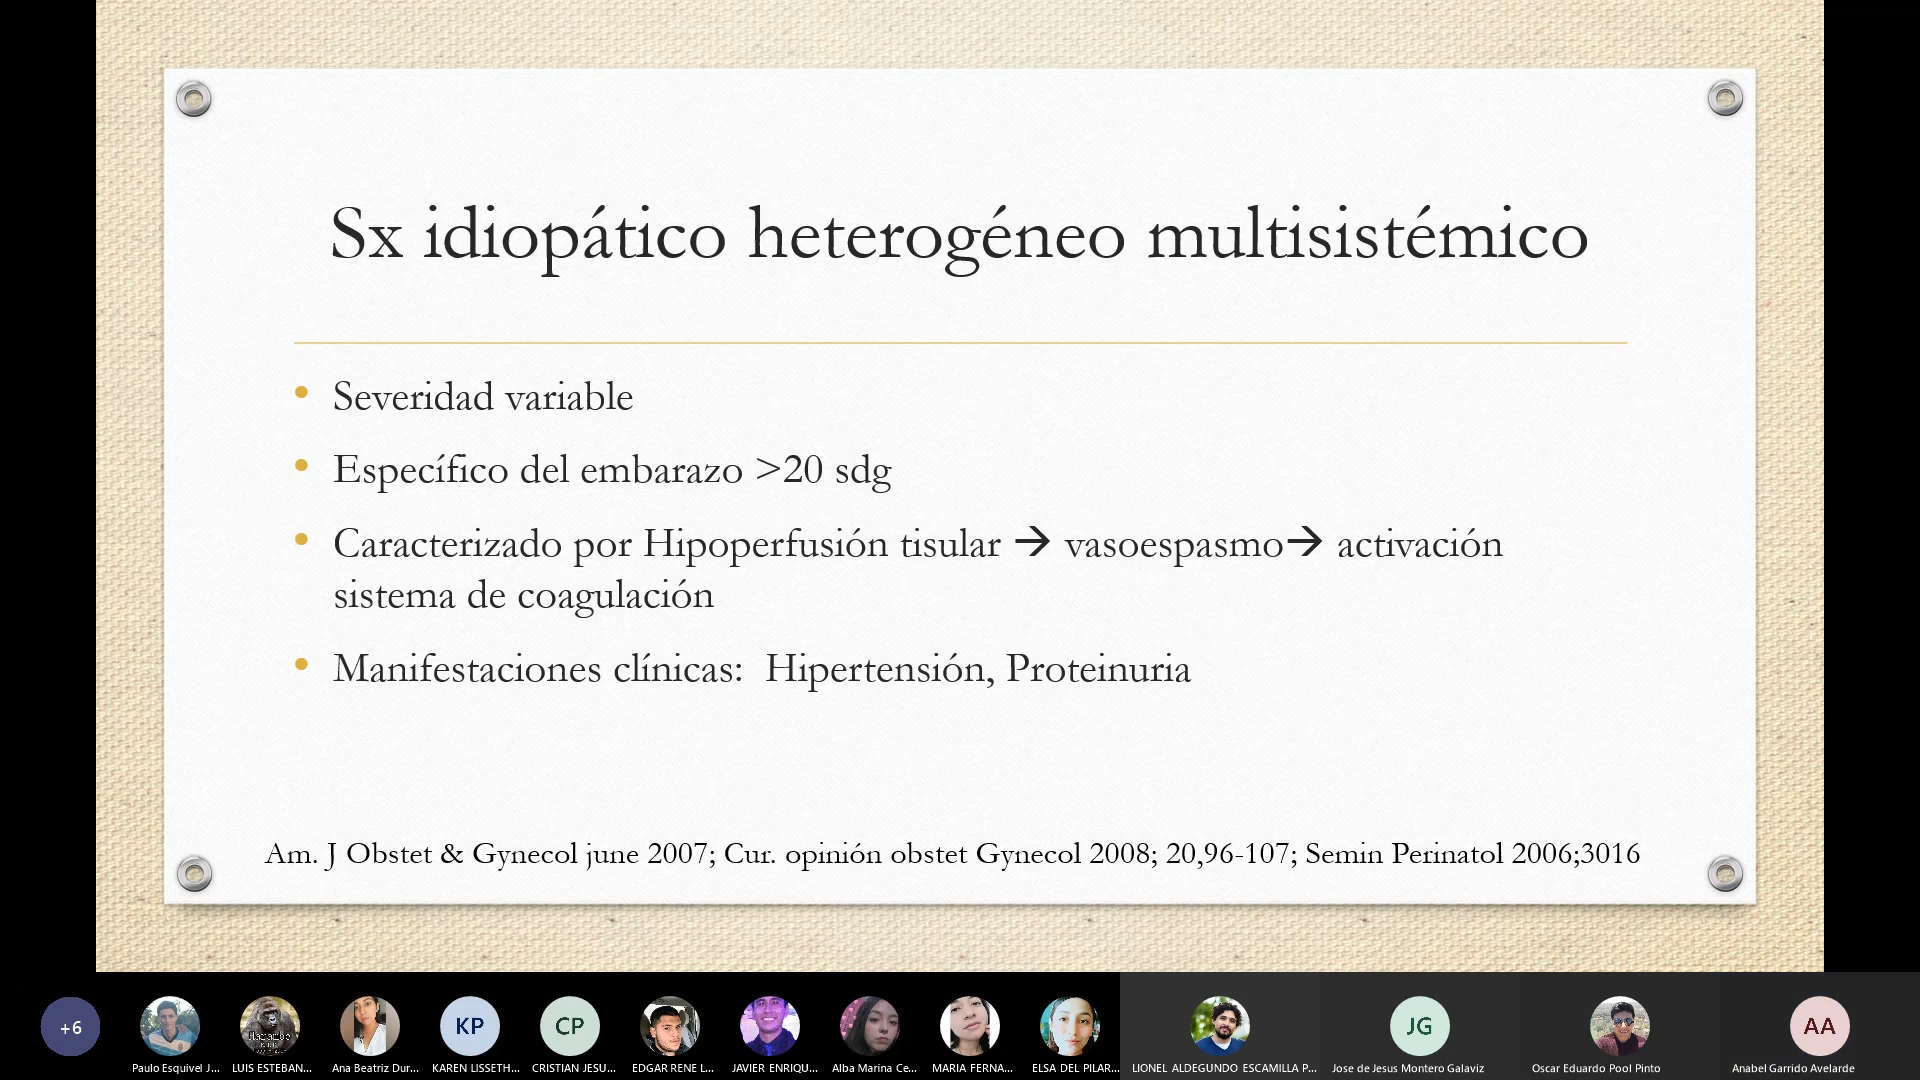 Sx idiopático heterogéneo multisistémico
Severidad variable
Específico del embarazo >20 sdg
Caracterizado por Hipoperfusión tisular → vasoespasmo→ activación
sistema de coagulación
Manifestaciones clínicas: Hipertensión, Proteinuria
Am. J Obstet & Gynecol june 2007; Cur. opinión obstet Gynecol 2008; 20,96-107; Semin Perinatol 2006;3016
+6
KP
CP
JG
AA
Paulo Esquivel J...
LUIS ESTEBAN...
Ana Beatriz Dur...
KAREN LISSETH...
CRISTIAN JESU...
EDGAR RENE L...
JAVIER ENRIQU...
Alba Marina Ce...
MARIA FERNA...
ELSA DEL PILAR...
LIONEL ALDEGUNDO ESCAMILLA P...
Jose de Jesus Montero Galaviz
Oscar Eduardo Pool Pinto
Anabel Garrido Avelarde